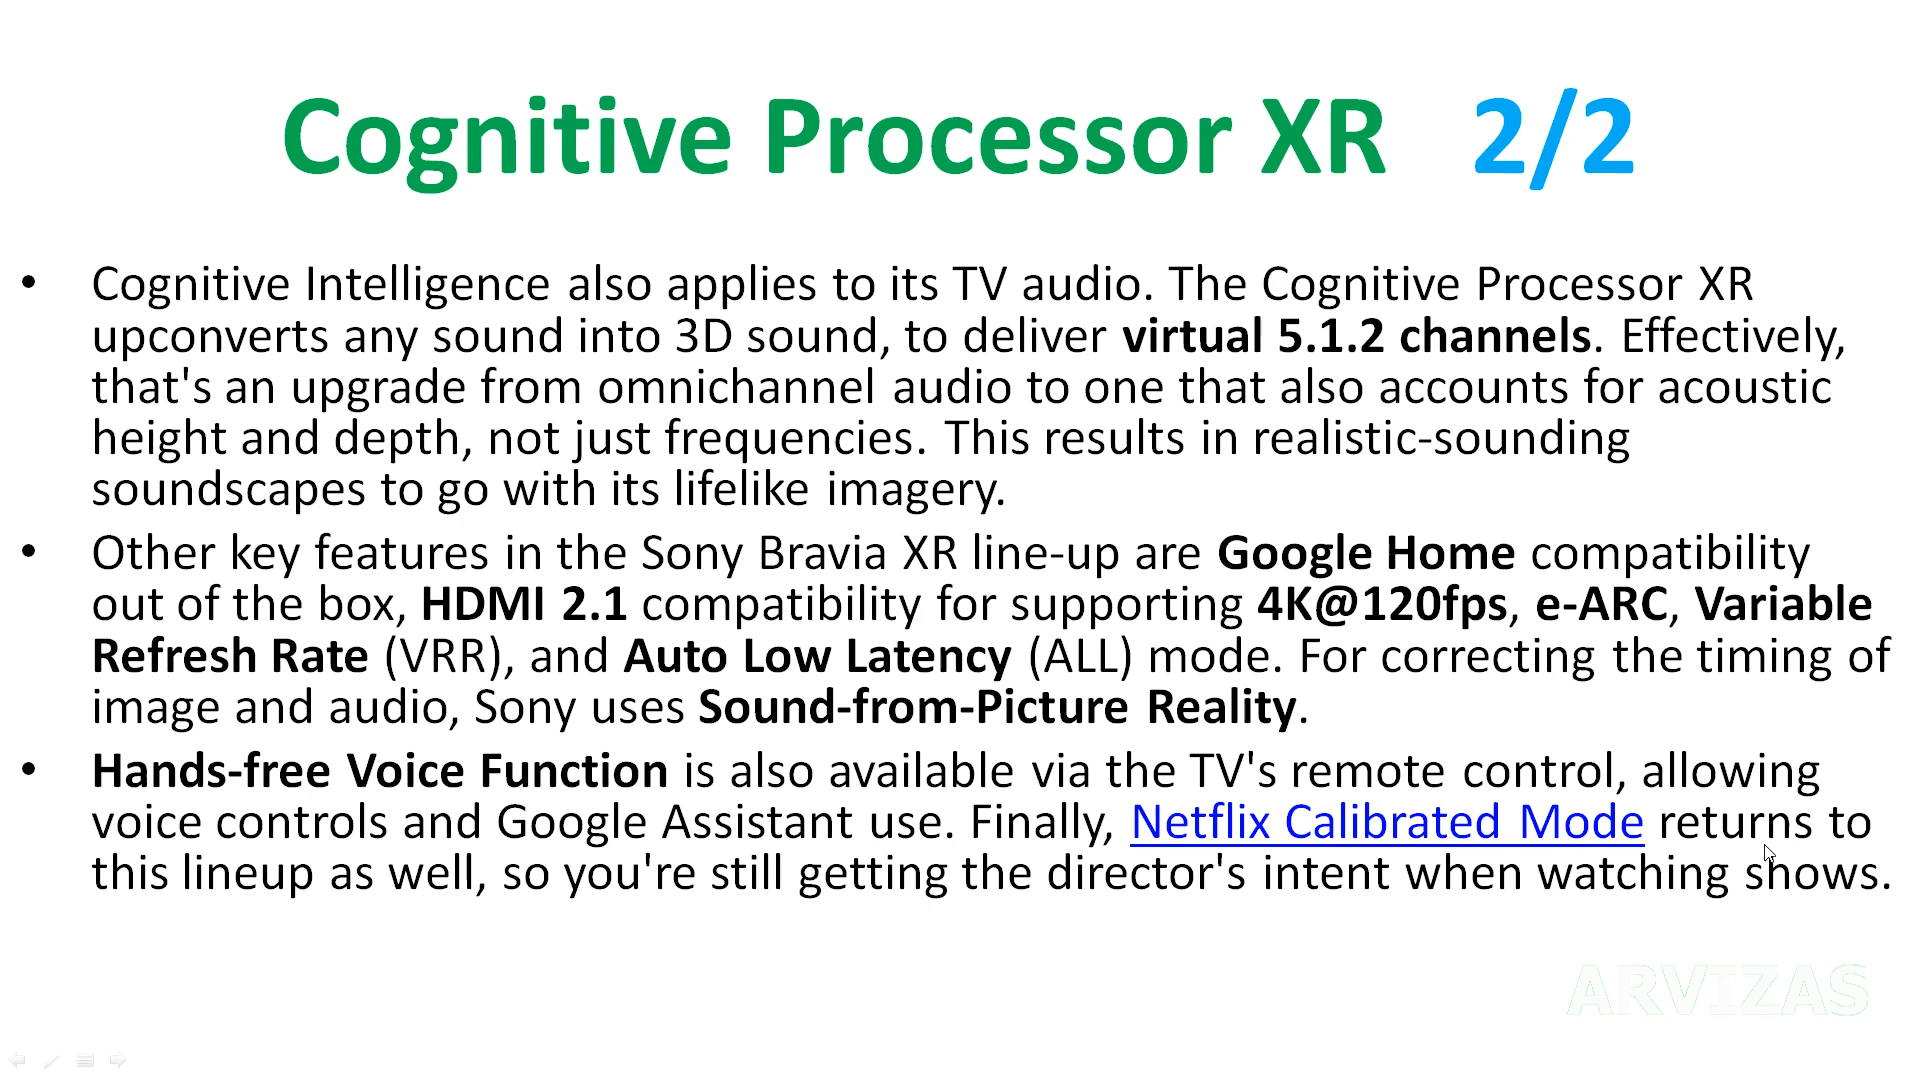 Cognitive Processor XR 2/2
• Cognitive Intelligence also applies to its TV audio. The Cognitive Processor XR
upconverts any sound into 3D sound, to deliver virtual 5.1.2 channels. Effectively,
that's an upgrade from omnichannel audio to one that also accounts for acoustic
height and depth, not just frequencies. This results in realistic-sounding
soundscapes to go with its lifelike imagery.
• Other key features in the Sony Bravia XR line-up are Google Home compatibility
out of the box, HDMI 2.1 compatibility for supporting 4K@120fps, e-ARC, Variable
Refresh Rate (VRR), and Auto Low Latency (ALL) mode. For correcting the timing of
image and audio, Sony uses Sound-from-Picture Reality.
• Hands-free Voice Function is also available via the TV's remote control, allowing
voice controls and Google Assistant use. Finally, Netflix Calibrated Mode returns to
this lineup as well, so you're still getting the director's intent when watching shows.
ARVIZAS